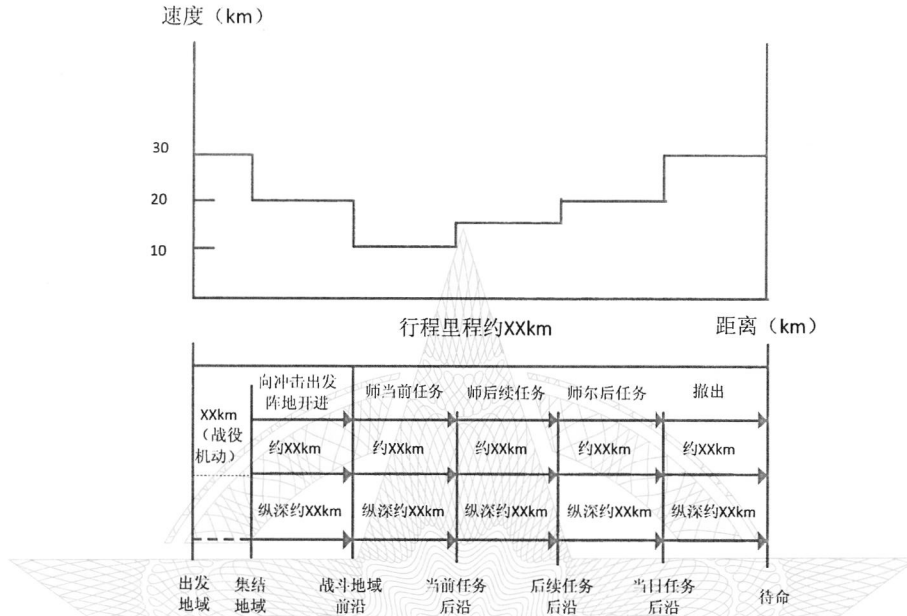 速度（km）
30
20
10
行程里程约XXkm
距离（km）
XXkm
（战役
机动）
向冲击出发
阵地开进
师当前任务
师后续任务
师尔后任务
撤出
约XXkm
约XXkm
约XXkm
约XXkm
约XXkm
纵深约XXkm
纵深约XXkm
纵深约XXkm
纵深约XXkm
纵深约XXkm
出发
地域
集结
地域
战斗地域
前沿
当前任务
后沿
后续任务
后沿
当日任务
后沿
待命